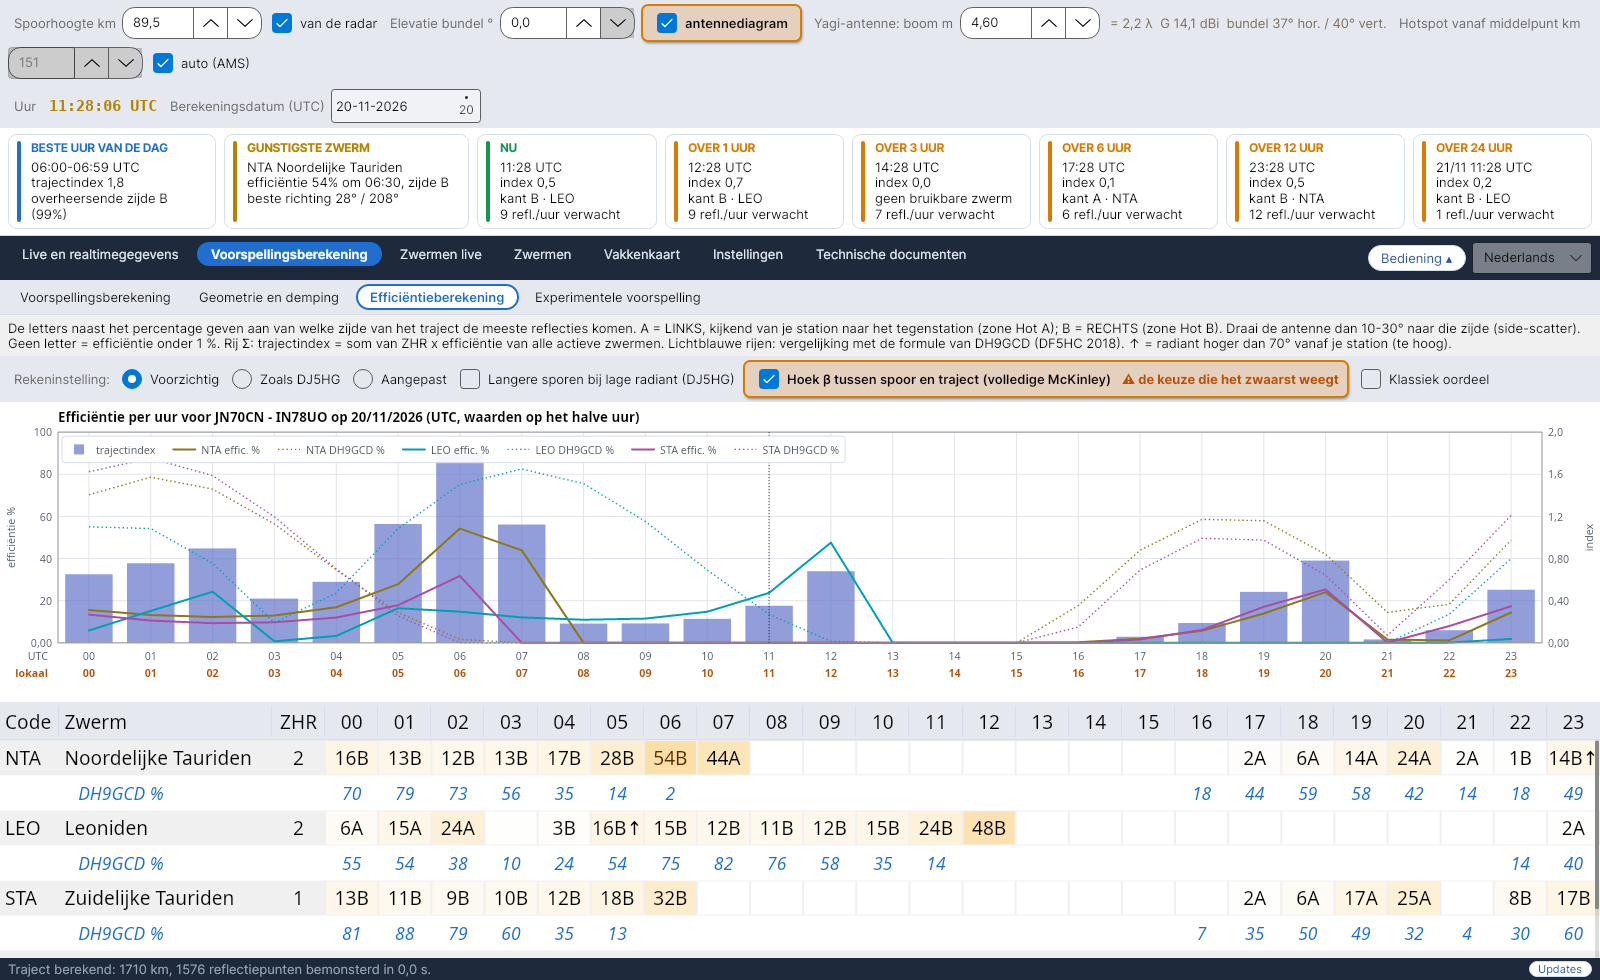 Spoorhoogte km 89,5 van de radar Elevatie bundel ° 0,0 antennediagram Yagi-antenne: boom m 4,60 = 2,2 λ G 14,1 dBi bundel 37° hor. / 40° vert. Hotspot vanaf middelpunt km
151 auto (AMS)
Uur 11:28:06 UTC Berekeningsdatum (UTC) 20-11-2026 20
BESTE UUR VAN DE DAG
06:00-06:59 UTC
trajectindex 1,8
overheersende zijde B
(99%)
GUNSTIGSTE ZWERM
NTA Noordelijke Tauriden
efficiëntie 54% om 06:30, zijde B
beste richting 28° / 208°
NU
11:28 UTC
index 0,5
kant B · LEO
9 refl./uur verwacht
OVER 1 UUR
12:28 UTC
index 0,7
kant B · LEO
9 refl./uur verwacht
OVER 3 UUR
14:28 UTC
index 0,0
geen bruikbare zwerm
7 refl./uur verwacht
OVER 6 UUR
17:28 UTC
index 0,1
kant A · NTA
6 refl./uur verwacht
OVER 12 UUR
23:28 UTC
index 0,5
kant B · NTA
12 refl./uur verwacht
OVER 24 UUR
21/11 11:28 UTC
index 0,2
kant B · LEO
1 refl./uur verwacht
Live en realtimegegevens Voorspellingsberekening Zwermen live Zwermen Vakkenkaart Instellingen Technische documenten Bediening ▴ Nederlands
Voorspellingsberekening Geometrie en demping Efficiëntieberekening Experimentele voorspelling
De letters naast het percentage geven aan van welke zijde van het traject de meeste reflecties komen. A = LINKS, kijkend van je station naar het tegenstation (zone Hot A); B = RECHTS (zone Hot B). Draai de antenne dan 10-30° naar die zijde (side-scatter).
Geen letter = efficiëntie onder 1 %. Rij Σ: trajectindex = som van ZHR x efficiëntie van alle actieve zwermen. Lichtblauwe rijen: vergelijking met de formule van DH9GCD (DF5HC 2018). ↑ = radiant hoger dan 70° vanaf je station (te hoog).
Rekeninstelling: Voorzichtig Zoals DJ5HG Aangepast Langere sporen bij lage radiant (DJ5HG) Hoek β tussen spoor en traject (volledige McKinley) ⚠ de keuze die het zwaarst weegt Klassiek oordeel
Efficiëntie per uur voor JN70CN - IN78UO op 20/11/2026 (UTC, waarden op het halve uur)
trajectindex NTA effic. % NTA DH9GCD % LEO effic. % LEO DH9GCD % STA effic. % STA DH9GCD %
100 2,0
80 1,6
60 1,2
40 0,80
20 0,40
0,00 0,00
efficiëntie %
index
UTC 00 01 02 03 04 05 06 07 08 09 10 11 12 13 14 15 16 17 18 19 20 21 22 23
lokaal 00 01 02 03 04 05 06 07 08 09 10 11 12 13 14 15 16 17 18 19 20 21 22 23
Code Zwerm ZHR 00 01 02 03 04 05 06 07 08 09 10 11 12 13 14 15 16 17 18 19 20 21 22 23
NTA Noordelijke Tauriden 2 16B 13B 12B 13B 17B 28B 54B 44A 2A 6A 14A 24A 2A 1B 14B↑
DH9GCD % 70 79 73 56 35 14 2 18 44 59 58 42 14 18 49
LEO Leoniden 2 6A 15A 24A 3B 16B↑ 15B 12B 11B 12B 15B 24B 48B 2A
DH9GCD % 55 54 38 10 24 54 75 82 76 58 35 14 14 40
STA Zuidelijke Tauriden 1 13B 11B 9B 10B 12B 18B 32B 2A 6A 17A 25A 8B 17B
DH9GCD % 81 88 79 60 35 13 7 35 50 49 32 4 30 60
Traject berekend: 1710 km, 1576 reflectiepunten bemonsterd in 0,0 s. Updates